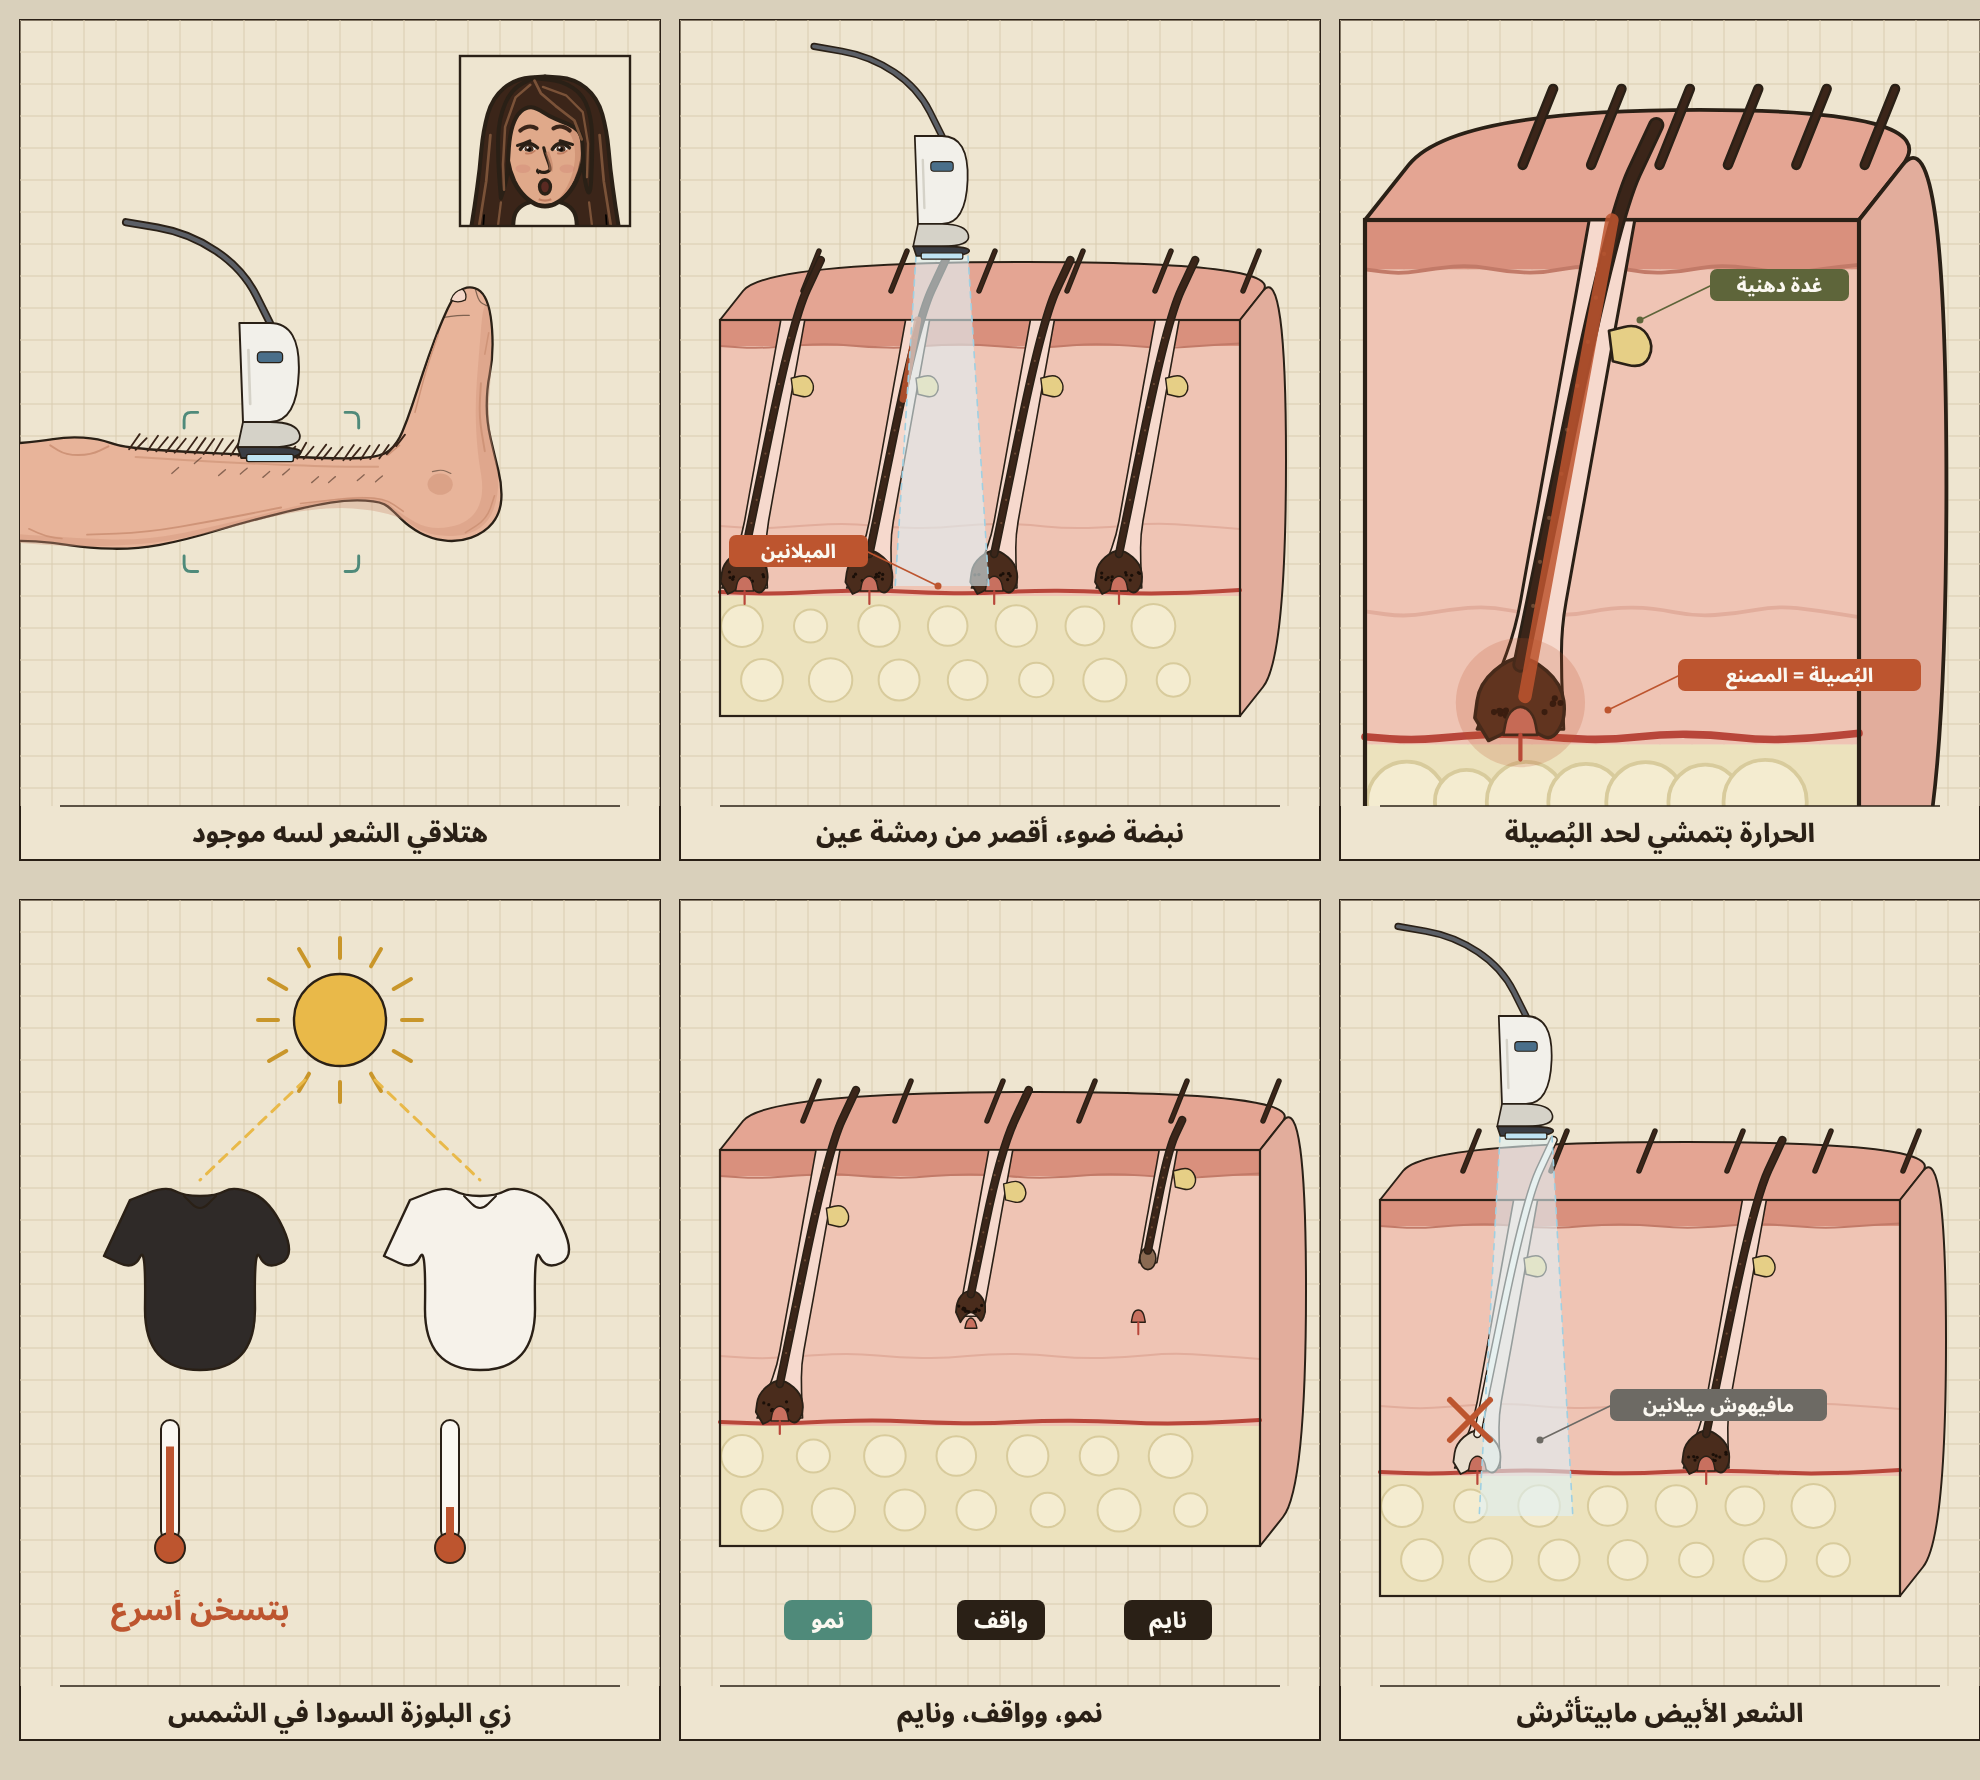 هتلاقي الشعر لسه موجود
الميلانين
نبضة ضوء، أقصر من رمشة عين
غدة دهنية
البُصيلة = المصنع
الحرارة بتمشي لحد البُصيلة
بتسخن أسرع
زي البلوزة السودا في الشمس
نمو
واقف
نايم
نمو، وواقف، ونايم
مافيهوش ميلانين
الشعر الأبيض مابيتأثرش